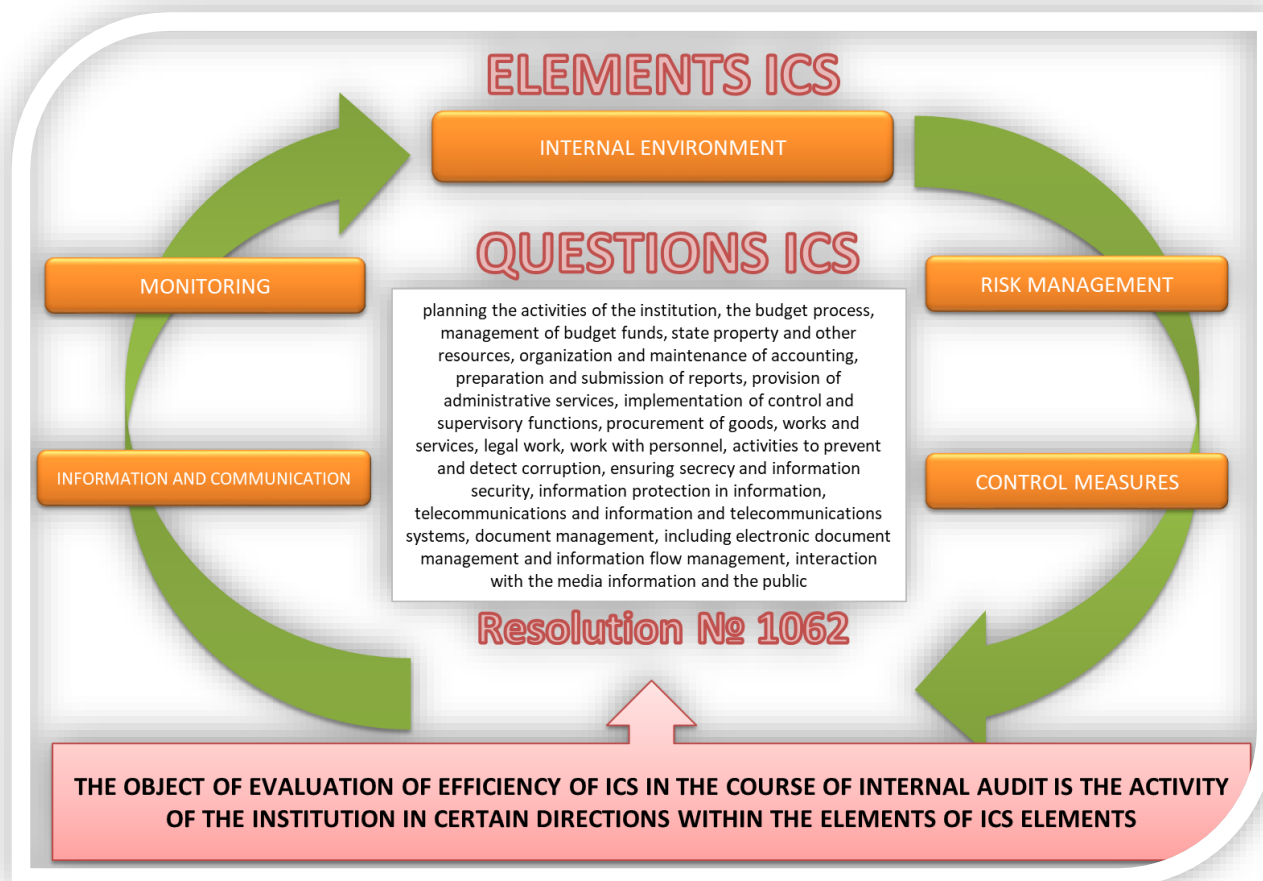 ELEMENTS ICS
INTERNAL ENVIRONMENT
QUESTIONS ICS
MONITORING
RISK MANAGEMENT
planning the activities of the institution, the budget process,
management of budget funds, state property and other
resources, organization and maintenance of accounting,
preparation and submission of reports, provision of
administrative services, implementation of control and
supervisory functions, procurement of goods, works and
services, legal work, work with personnel, activities to prevent
and detect corruption, ensuring secrecy and information
security, information protection in information,
telecommunications and information and telecommunications
systems, document management, including electronic document
management and information flow management, interaction
with the media information and the public
INFORMATION AND COMMUNICATION
CONTROL MEASURES
Resolution № 1062
THE OBJECT OF EVALUATION OF EFFICIENCY OF ICS IN THE COURSE OF INTERNAL AUDIT IS THE ACTIVITY
OF THE INSTITUTION IN CERTAIN DIRECTIONS WITHIN THE ELEMENTS OF ICS ELEMENTS